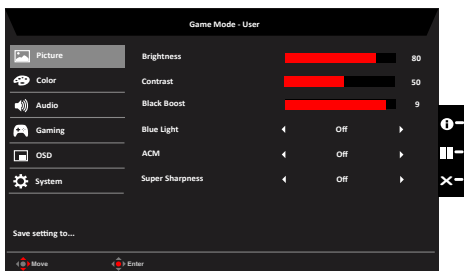 Game Mode - User
Picture
Brightness 80
Color
Contrast 50
Audio
Black Boost 9
Gaming
Blue Light Off
OSD
ACM Off
System
Super Sharpness Off
Save setting to...
Move Enter